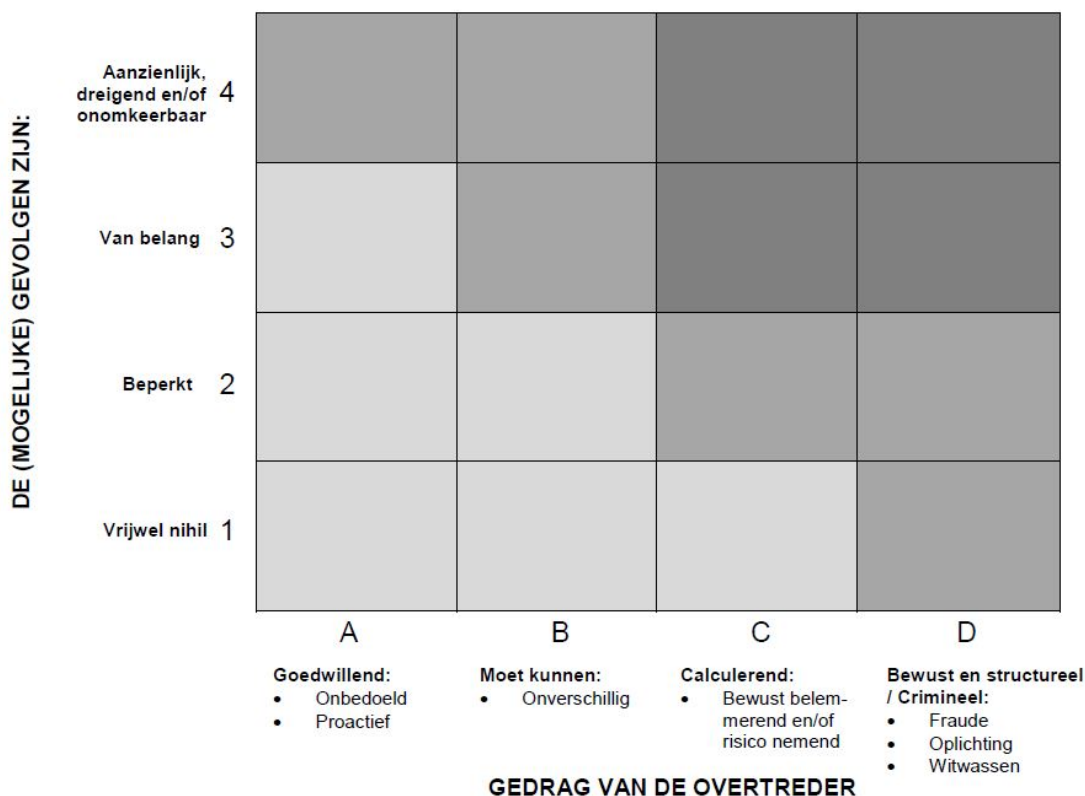 DE (MOGELIJKE) GEVOLGEN ZIJN:
Aanzienlijk,
dreigend en/of
onomkeerbaar
4
Van belang 3
Beperkt 2
Vrijwel nihil 1
A
B
C
D
Goedwillend:
• Onbedoeld
• Proactief
Moet kunnen:
• Onverschillig
Calculerend:
• Bewust belem-
merend en/of
risico nemend
Bewust en structureel
/ Crimineel:
• Fraude
• Oplichting
• Witwassen
GEDRAG VAN DE OVERTREDER